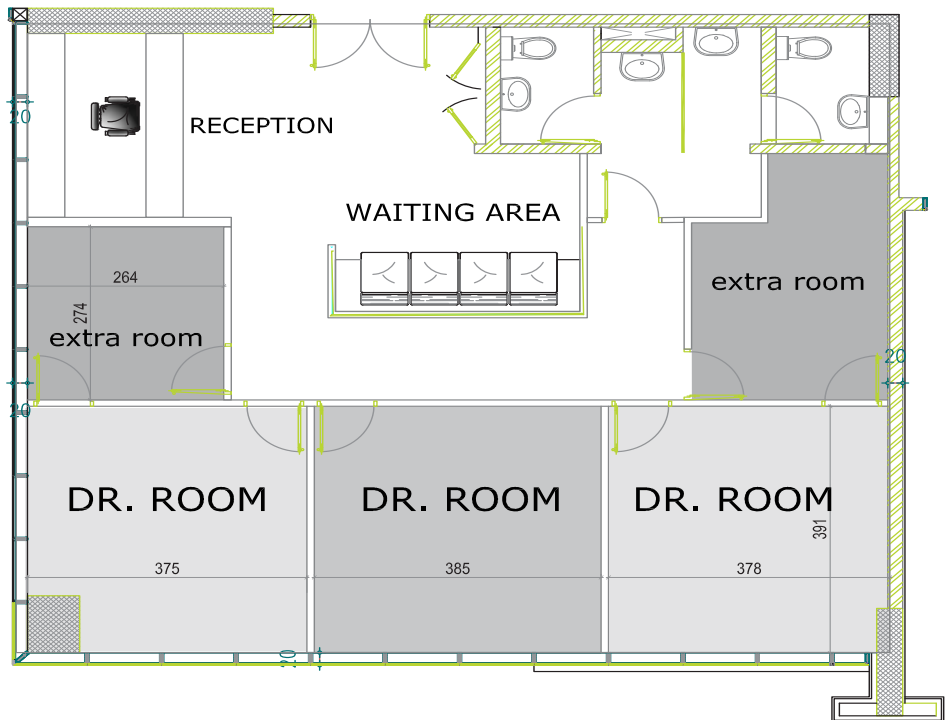 20
RECEPTION
WAITING AREA
264
274
extra room
extra room
20
20
DR. ROOM
DR. ROOM
DR. ROOM
391
375
385
378
20